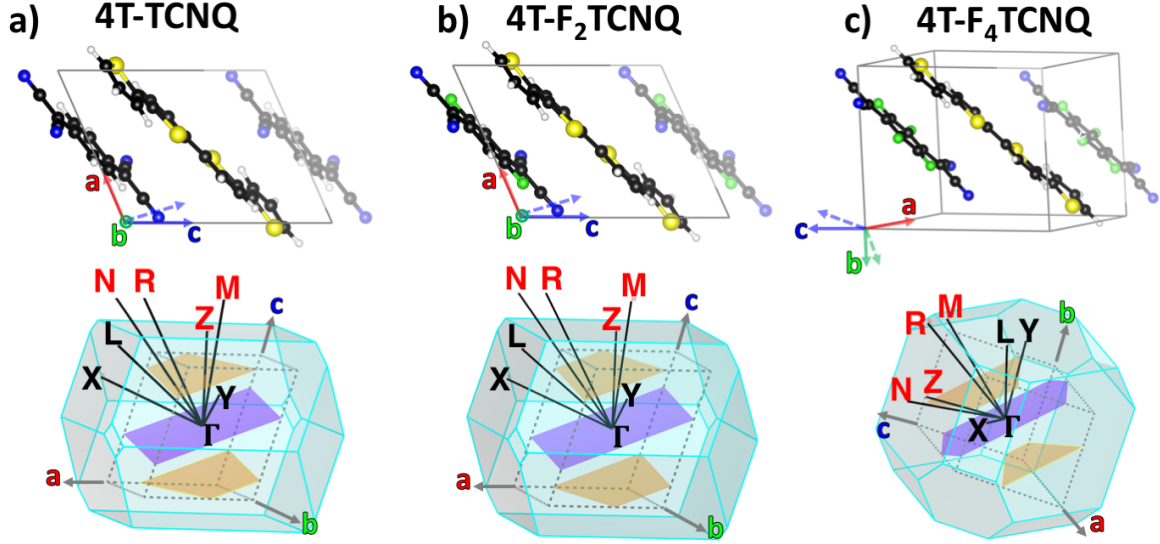 a) 4T-TCNQ
a
b
c
N R M
L Z c
X Y
Γ
a
b
b) 4T-F₂TCNQ
a
b
c
N R M
L Z c
X Y
Γ
a
b
c) 4T-F₄TCNQ
a
c
b
M
R L Y b
N Z
c X Γ
a